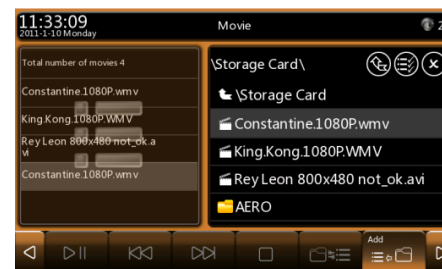 11:33:09
2011-1-10 Monday
Movie
2
Total number of movies 4
Constantine.1080P.wmv
King.Kong.1080P.WMV
Rey Leon 800x480 not_ok.a
vi
Constantine.1080P.wmv
\Storage Card\
\Storage Card
Constantine.1080P.wmv
King.Kong.1080P.WMV
Rey Leon 800x480 not_ok.avi
AERO
Add